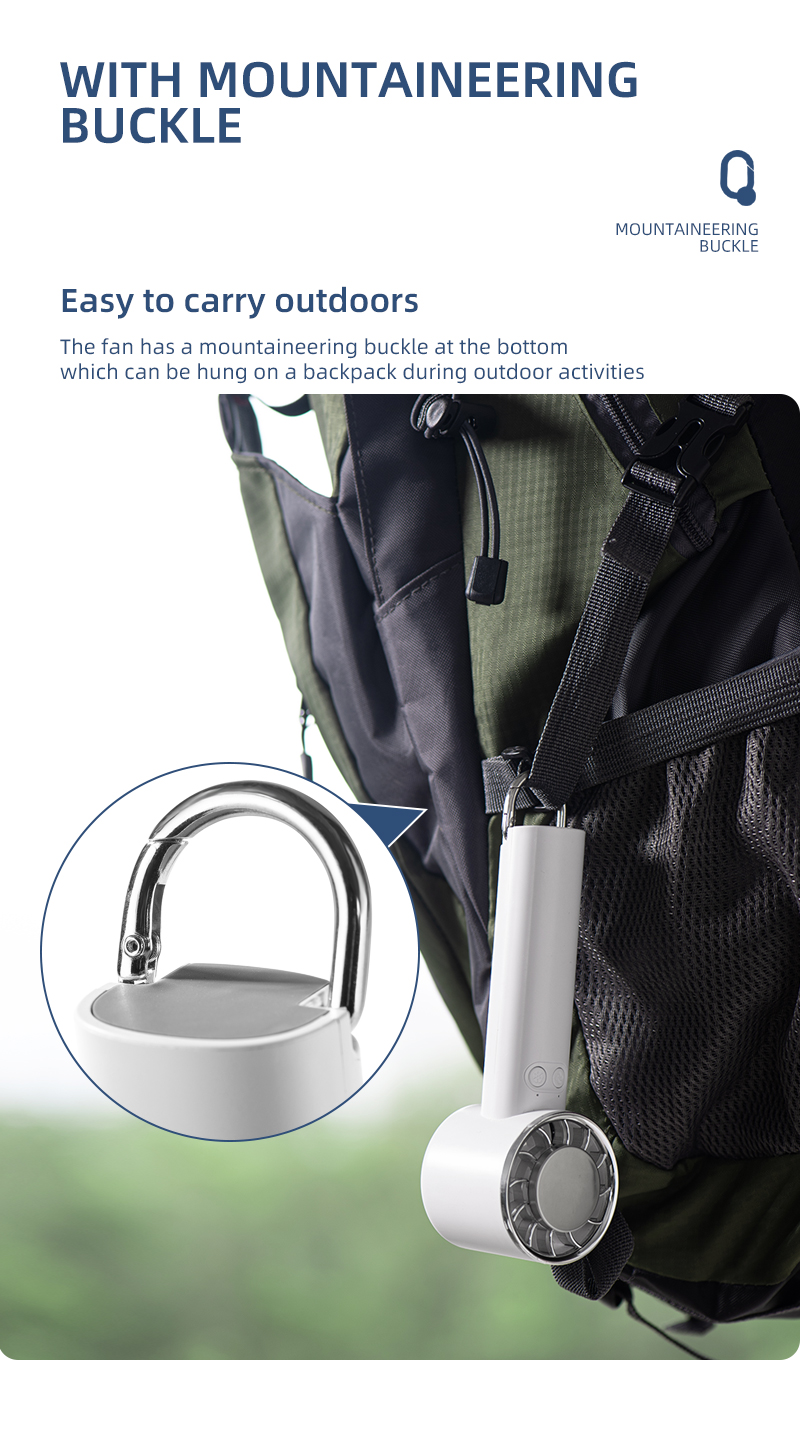 WITH MOUNTAINEERING
BUCKLE
MOUNTAINEERING
BUCKLE
Easy to carry outdoors
The fan has a mountaineering buckle at the bottom
which can be hung on a backpack during outdoor activities